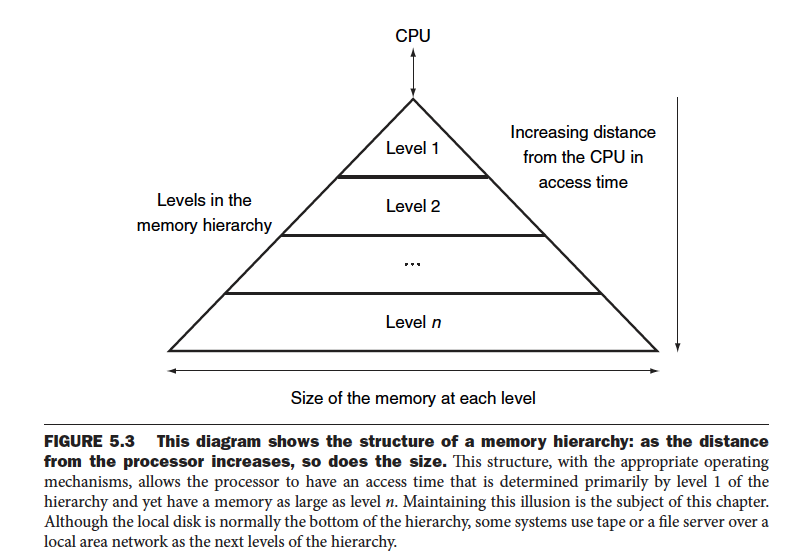 CPU
Level 1
Increasing distance
from the CPU in
access time
Levels in the
memory hierarchy
Level 2
...
Level n
Size of the memory at each level
FIGURE 5.3 This diagram shows the structure of a memory hierarchy: as the distance
from the processor increases, so does the size. This structure, with the appropriate operating
mechanisms, allows the processor to have an access time that is determined primarily by level 1 of the
hierarchy and yet have a memory as large as level n. Maintaining this illusion is the subject of this chapter.
Although the local disk is normally the bottom of the hierarchy, some systems use tape or a file server over a
local area network as the next levels of the hierarchy.